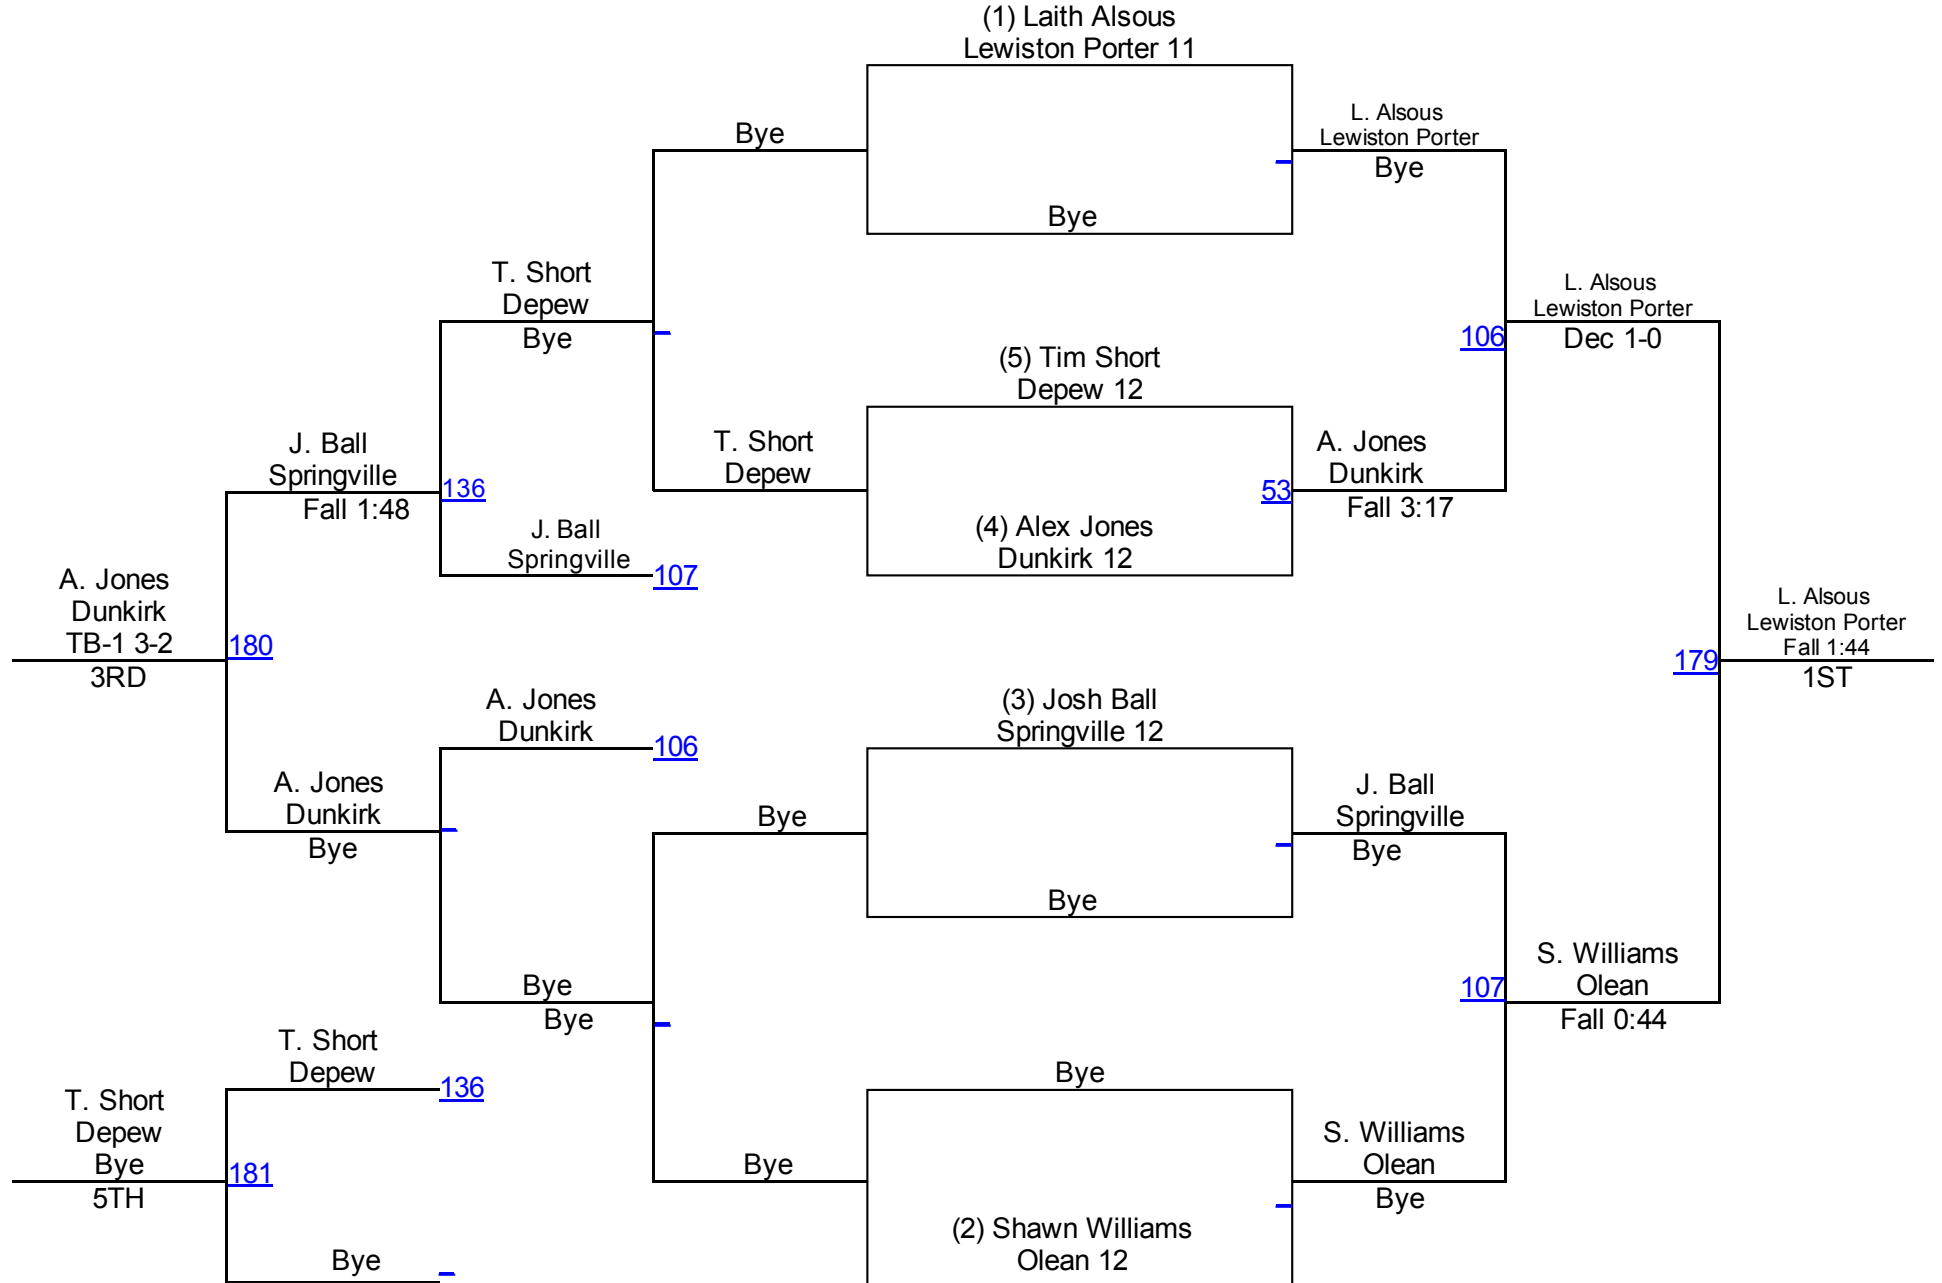 (1) Laith Alsous
Lewiston Porter 11
L. Alsous
Lewiston Porter
Bye
Bye
Bye
T. Short
Depew
Bye
L. Alsous
Lewiston Porter
Dec 1-0
106
(5) Tim Short
Depew 12
J. Ball
Springville
Fall 1:48
136
T. Short
Depew
53
A. Jones
Dunkirk
Fall 3:17
(4) Alex Jones
Dunkirk 12
J. Ball
Springville
107
A. Jones
Dunkirk
TB-1 3-2
3RD
180
L. Alsous
Lewiston Porter
Fall 1:44
1ST
179
A. Jones
Dunkirk
106
(3) Josh Ball
Springville 12
A. Jones
Dunkirk
Bye
Bye
J. Ball
Springville
Bye
Bye
Bye
Bye
107
S. Williams
Olean
Fall 0:44
T. Short
Depew
136
Bye
T. Short
Depew
Bye
5TH
181
Bye
S. Williams
Olean
Bye
(2) Shawn Williams
Olean 12
Bye